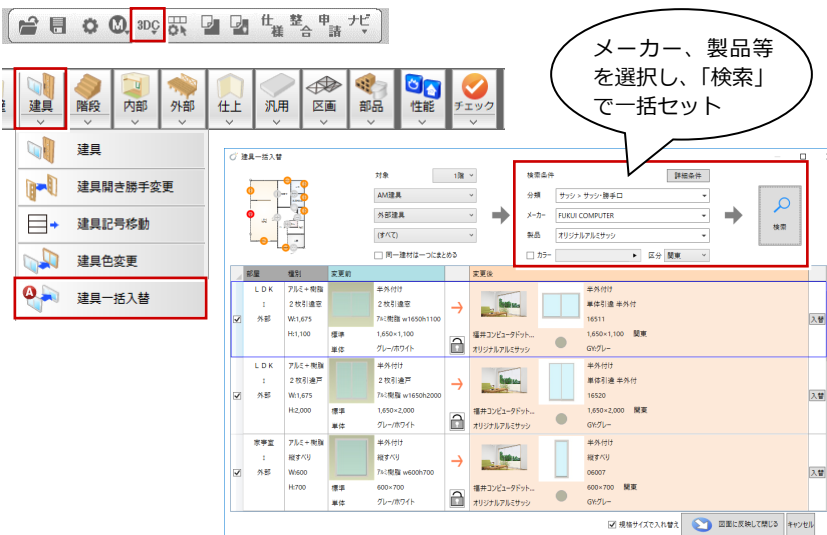 3DC 仕様 整合 申請 ナビ
メーカー、製品等
を選択し、「検索」
で一括セット
建具 階段 内部 外部 仕上 汎用 区画 部品 性能 チェック
建具
建具開き勝手変更
建具記号移動
建具色変更
建具一括入替
建具一括入替
対象 1階
AM建具
外部建具
(すべて)
同一建材は一つにまとめる
検索条件 詳細条件
分類 サッシ > サッシ・勝手口
メーカー FUKUI COMPUTER
製品 オリジナルアルミサッシ
カラー 区分 関東
検索
部屋 種別 変更前 変更後
ＬＤＫ アルミ＋樹脂 半外付け 半外付け
： ２枚引違窓 ２枚引違窓 単体引違 半外付
外部 W:1,675 ｱﾙﾐ樹脂 w1650h1100 16511 入替
H:1,100 標準 1,650×1,100 福井コンピュータドット... 1,650×1,100 関東
単体 グレー/ホワイト オリジナルアルミサッシ GY:グレー
ＬＤＫ アルミ＋樹脂 半外付け 半外付け
： ２枚引違戸 ２枚引違戸 単体引違 半外付
外部 W:1,675 ｱﾙﾐ樹脂 w1650h2000 16520 入替
H:2,000 標準 1,650×2,000 福井コンピュータドット... 1,650×2,000 関東
単体 グレー/ホワイト オリジナルアルミサッシ GY:グレー
家事室 アルミ＋樹脂 半外付け 半外付け
： 縦すべり 縦すべり 縦すべり
外部 W:600 ｱﾙﾐ樹脂 w600h700 06007 入替
H:700 標準 600×700 福井コンピュータドット... 600×700 関東
単体 グレー/ホワイト オリジナルアルミサッシ GY:グレー
規格サイズで入れ替え 図面に反映して閉じる キャンセル